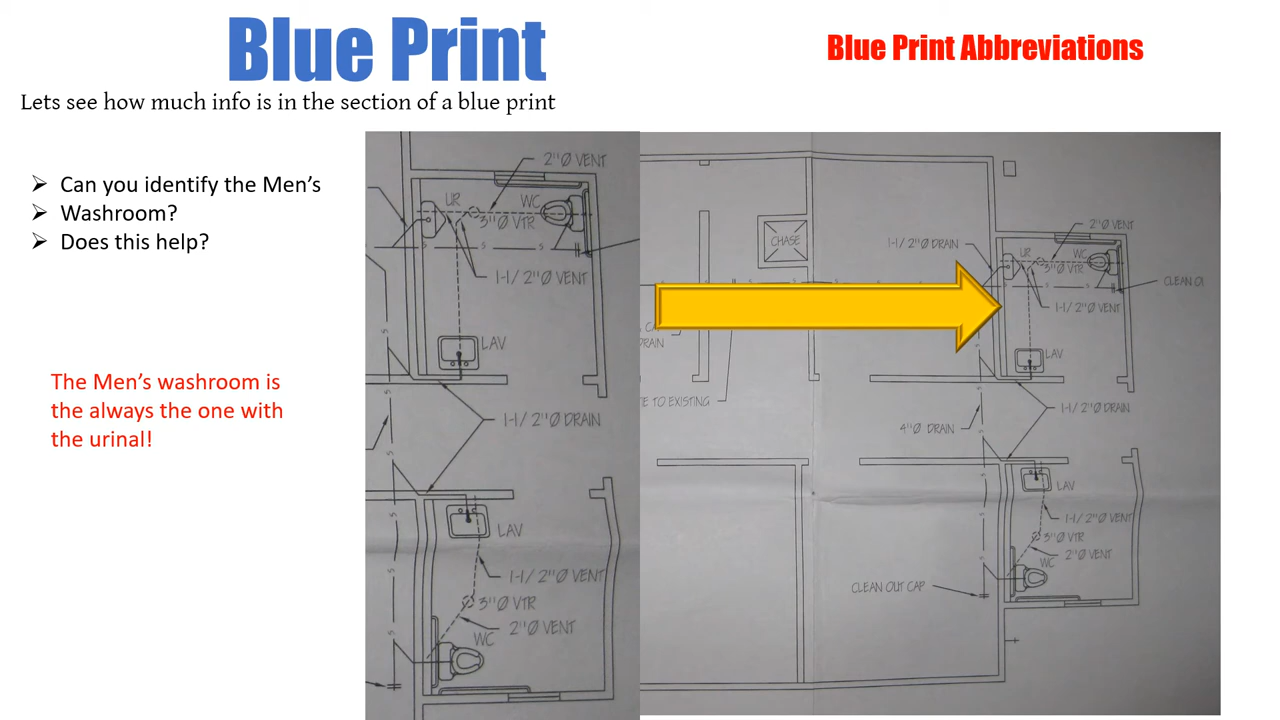 Blue Print
Blue Print Abbreviations
Lets see how much info is in the section of a blue print
Can you identify the Men's
Washroom?
Does this help?
The Men's washroom is
the always the one with
the urinal!
2"Ø VENT
UR
WC
3"Ø VTR
S
S
S
1-1/2"Ø VENT
S
LAV
1-1/2"Ø DRAIN
S
S
LAV
1-1/2"Ø VENT
S
3"Ø VTR
2"Ø VENT
S
WC
CHASE
1-1/2"Ø DRAIN
2"Ø VENT
UR
WC
3"Ø VTR
S
S
CLEAN
1-1/2"Ø VENT
DRAIN
S
LAV
TE TO EXISTING
1-1/2"Ø DRAIN
S
4"Ø DRAIN
S
LAV
S
1-1/2"Ø VENT
3"Ø VTR
S
2"Ø VENT
WC
CLEAN OUT CAP